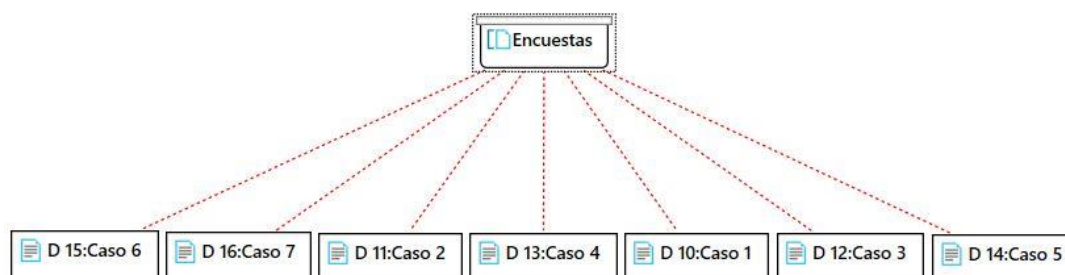 Encuestas
D 15:Caso 6
D 16:Caso 7
D 11:Caso 2
D 13:Caso 4
D 10:Caso 1
D 12:Caso 3
D 14:Caso 5